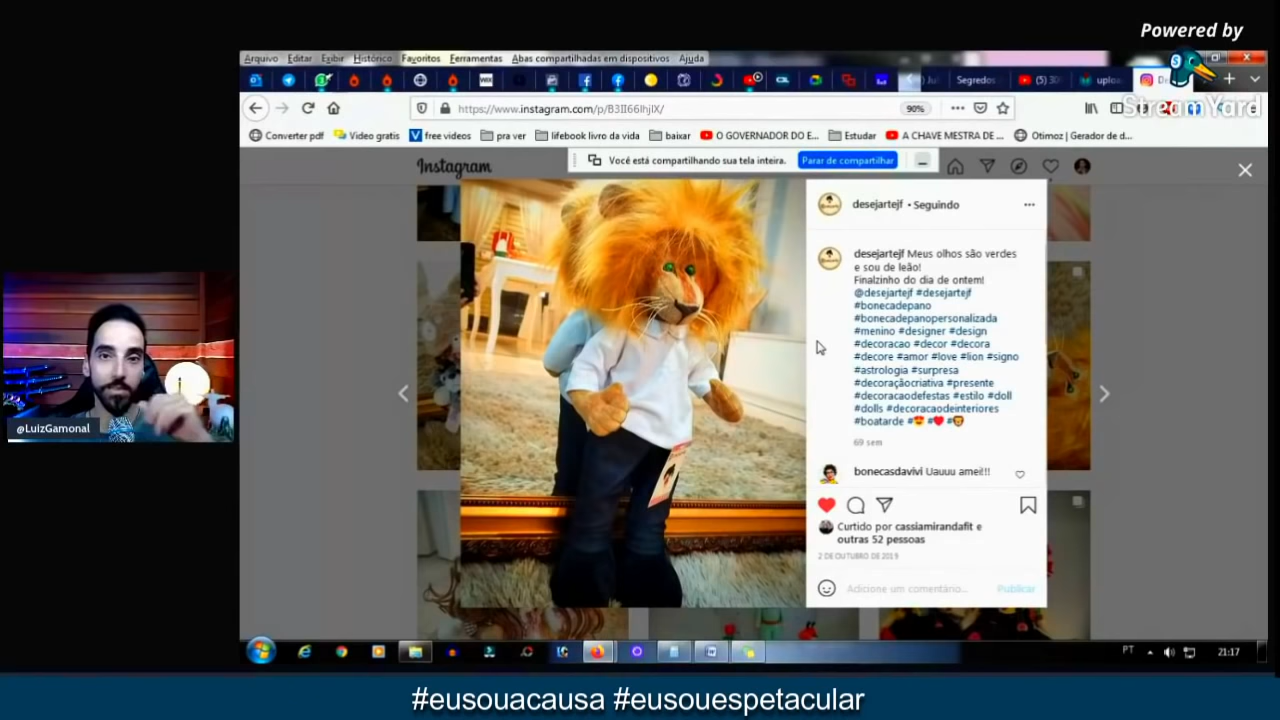 Powered by
StreamYard
Arquivo Editar Exibir Histórico Favoritos Ferramentas Abas compartilhadas em dispositivos Ajuda
Segredos
(5) 30
uploa
https://www.instagram.com/p/B3II66lhjlX/
90%
Converter pdf Video gratis free videos pra ver lifebook livro da vida baixar O GOVERNADOR DO E... Estudar A CHAVE MESTRA DE ... Otimoz | Gerador de d...
Você está compartilhando sua tela inteira. Parar de compartilhar
Instagram
desejartejf • Seguindo
desejartejf Meus olhos são verdes
e sou de leão!
Finalzinho do dia de ontem!
@desejartejf #desejartejf
#bonecadepano
#bonecadepanopersonalizada
#menino #designer #design
#decoracao #decor #decora
#decore #amor #love #lion #signo
#astrologia #surpresa
#decoraçãocriativa #presente
#decoracaodefestas #estilo #doll
#dolls #decoracaodeinteriores
#boatarde #😍 #❤️ #🦁
69 sem
bonecasdavivi Uauuu amei!!!
Curtido por cassiamirandafit e
outras 52 pessoas
2 DE OUTUBRO DE 2019
Adicione um comentário... Publicar
@LuizGamonal
PT
21:17
#eusouacausa #eusouespetacular